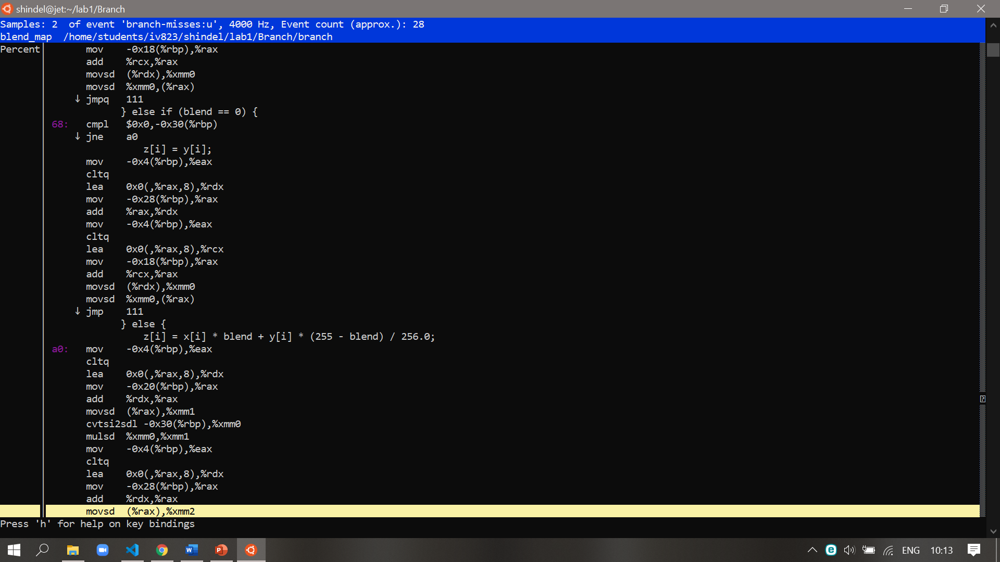 shindel@jet:~/lab1/Branch
Samples: 2  of event 'branch-misses:u', 4000 Hz, Event count (approx.): 28
blend_map  /home/students/iv823/shindel/lab1/Branch/branch
Percent       mov    -0x18(%rbp),%rax
add    %rcx,%rax
movsd  (%rdx),%xmm0
movsd  %xmm0,(%rax)
↓ jmpq   111
} else if (blend == 0) {
68:   cmpl   $0x0,-0x30(%rbp)
↓ jne    a0
z[i] = y[i];
mov    -0x4(%rbp),%eax
cltq
lea    0x0(,%rax,8),%rdx
mov    -0x28(%rbp),%rax
add    %rax,%rdx
mov    -0x4(%rbp),%eax
cltq
lea    0x0(,%rax,8),%rcx
mov    -0x18(%rbp),%rax
add    %rcx,%rax
movsd  (%rdx),%xmm0
movsd  %xmm0,(%rax)
↓ jmp    111
} else {
z[i] = x[i] * blend + y[i] * (255 - blend) / 256.0;
a0:   mov    -0x4(%rbp),%eax
cltq
lea    0x0(,%rax,8),%rdx
mov    -0x20(%rbp),%rax
add    %rdx,%rax
movsd  (%rax),%xmm1
cvtsi2sdl -0x30(%rbp),%xmm0
mulsd  %xmm0,%xmm1
mov    -0x4(%rbp),%eax
cltq
lea    0x0(,%rax,8),%rdx
mov    -0x28(%rbp),%rax
add    %rdx,%rax
movsd  (%rax),%xmm2
Press 'h' for help on key bindings
ENG 10:13